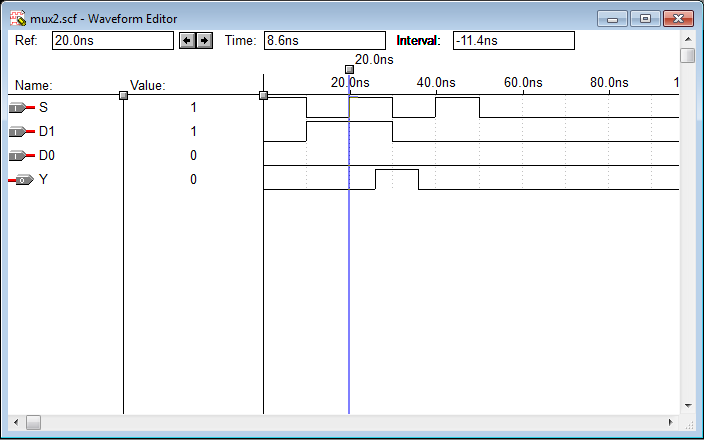 mux2.scf - Waveform Editor
Ref: 20.0ns Time: 8.6ns Interval: -11.4ns
20.0ns
Name: Value: 20.0ns 40.0ns 60.0ns 80.0ns 1
S 1
D1 1
D0 0
Y 0